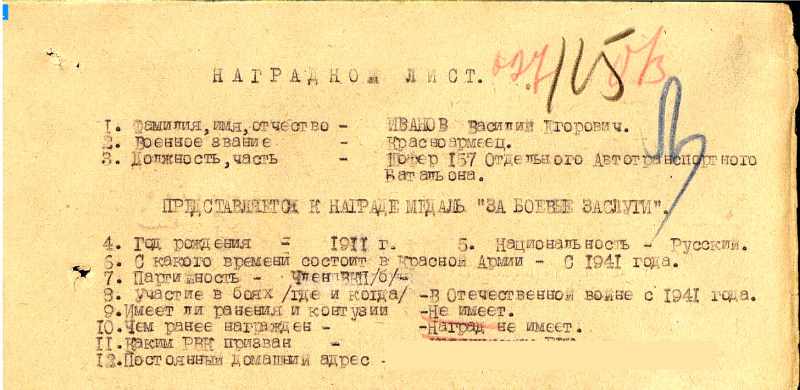 НАГРАДНОЙ ЛИСТ.
1. Фамилия, имя, отчество - ИВАНОВ Василий Егорович.
2. Военное звание - Красноармеец.
3. Должность, часть - Шофер 157 Отдельного Автотранспортного
Батальона.
ПРЕДСТАВЛЯЕТСЯ К НАГРАДЕ МЕДАЛЬ "ЗА БОЕВЫЕ ЗАСЛУГИ".
4. Год рождения - 1911 г. 5. Национальность - Русский.
6. С какого времени состоит в Красной Армии - С 1941 года.
7. Партийность - Член ВКП/б/-
8. Участие в боях /где и когда/ -В Отечественной войне с 1941 года.
9. Имеет ли ранения и контузии -Не имеет.
10. Чем ранее награжден - -Наград не имеет.
11. Каким РВК призван -
12. Постоянный домашний адрес -